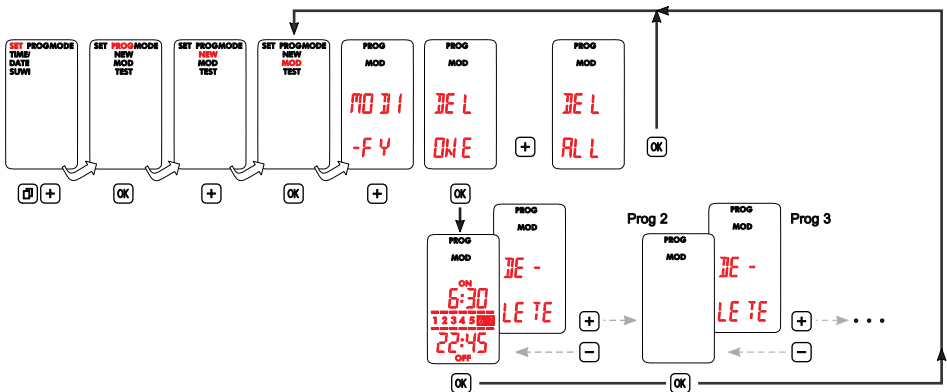 SET PROGMODE
TIME/
DATE
SUWI
SET PROGMODE
NEW
MOD
TEST
SET PROGMODE
NEW
MOD
TEST
SET PROGMODE
NEW
MOD
TEST
PROG
MOD
MODI
-FY
PROG
MOD
DEL
ONE
PROG
MOD
DEL
ALL
+
OK
+
OK
+
OK
+
OK
PROG
MOD
ON
6:30
1 2 3 4 5
22:45
OFF
PROG
MOD
DE -
LETE
Prog 2
PROG
MOD
PROG
MOD
DE -
LETE
Prog 3
+
−
+
−
• • •
OK
OK